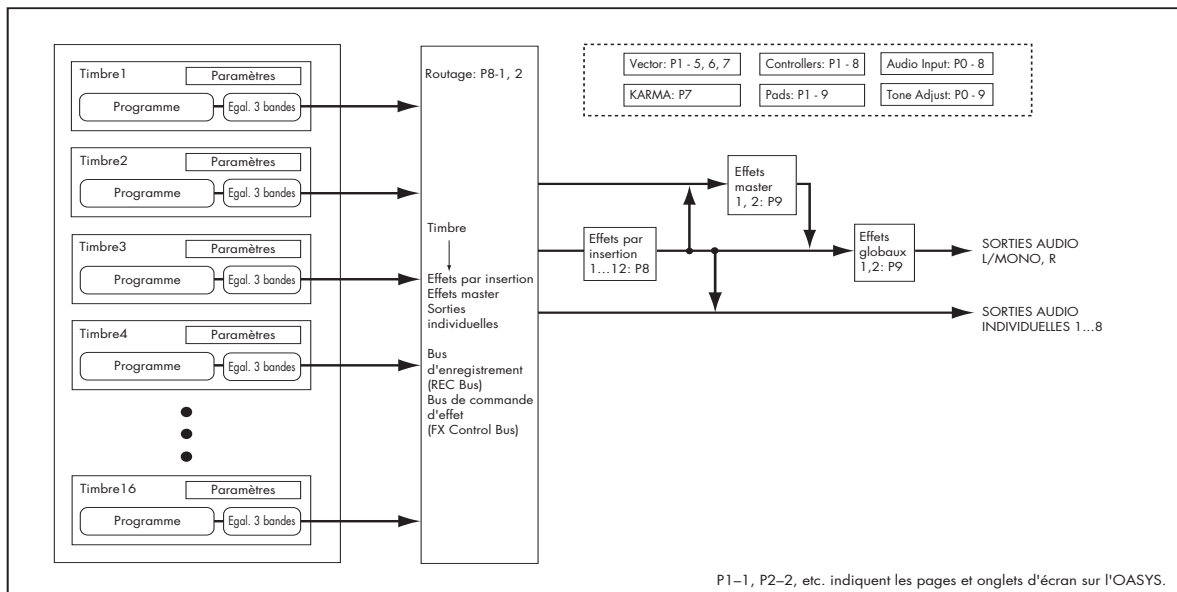 Timbre1
Paramètres
Programme
Egal. 3 bandes
Timbre2
Paramètres
Programme
Egal. 3 bandes
Timbre3
Paramètres
Programme
Egal. 3 bandes
Timbre4
Paramètres
Programme
Egal. 3 bandes
Timbre16
Paramètres
Programme
Egal. 3 bandes
Routage: P8-1, 2
Timbre
Effets par insertion
Effets master
Sorties
individuelles
Bus
d'enregistrement
(REC Bus)
Bus de commande
d'effet
(FX Control Bus)
Vector: P1 - 5, 6, 7
Controllers: P1 - 8
Audio Input: P0 - 8
KARMA: P7
Pads: P1 - 9
Tone Adjust: P0 - 9
Effets par
insertion
1...12: P8
Effets
master
1, 2: P9
Effets
globaux
1,2: P9
SORTIES AUDIO
L/MONO, R
SORTIES AUDIO
INDIVIDUELLES 1...8
P1–1, P2–2, etc. indiquent les pages et onglets d'écran sur l'OASYS.